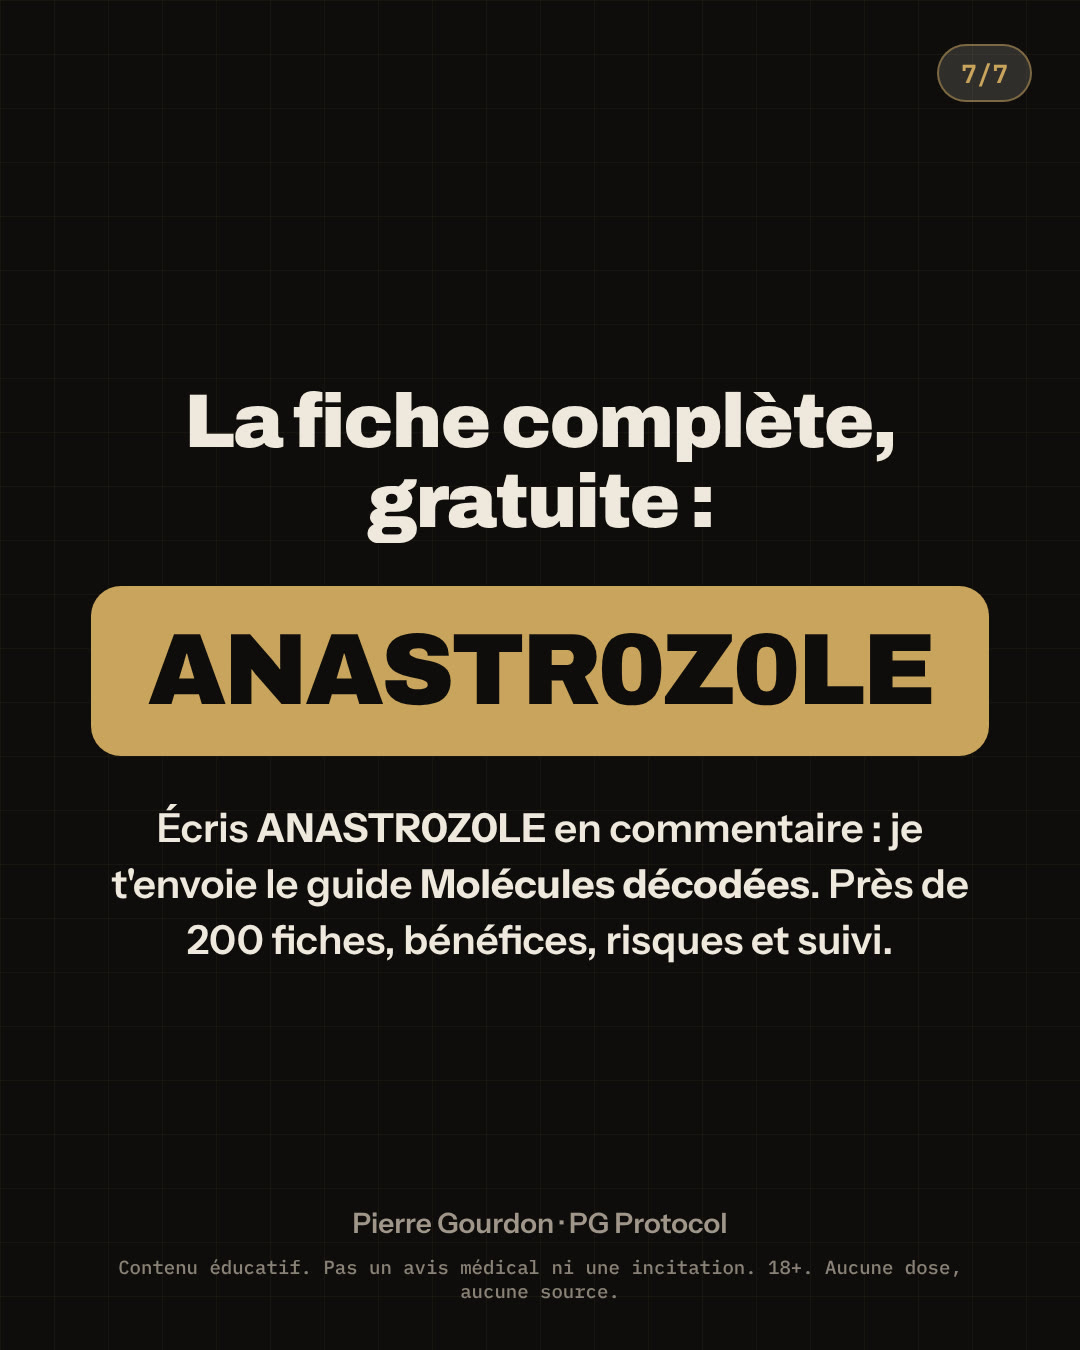 7/7
La fiche complète,
gratuite :
ANASTR0Z0LE
Écris ANASTR0Z0LE en commentaire : je
t'envoie le guide Molécules décodées. Près de
200 fiches, bénéfices, risques et suivi.
Pierre Gourdon · PG Protocol
Contenu éducatif. Pas un avis médical ni une incitation. 18+. Aucune dose,
aucune source.